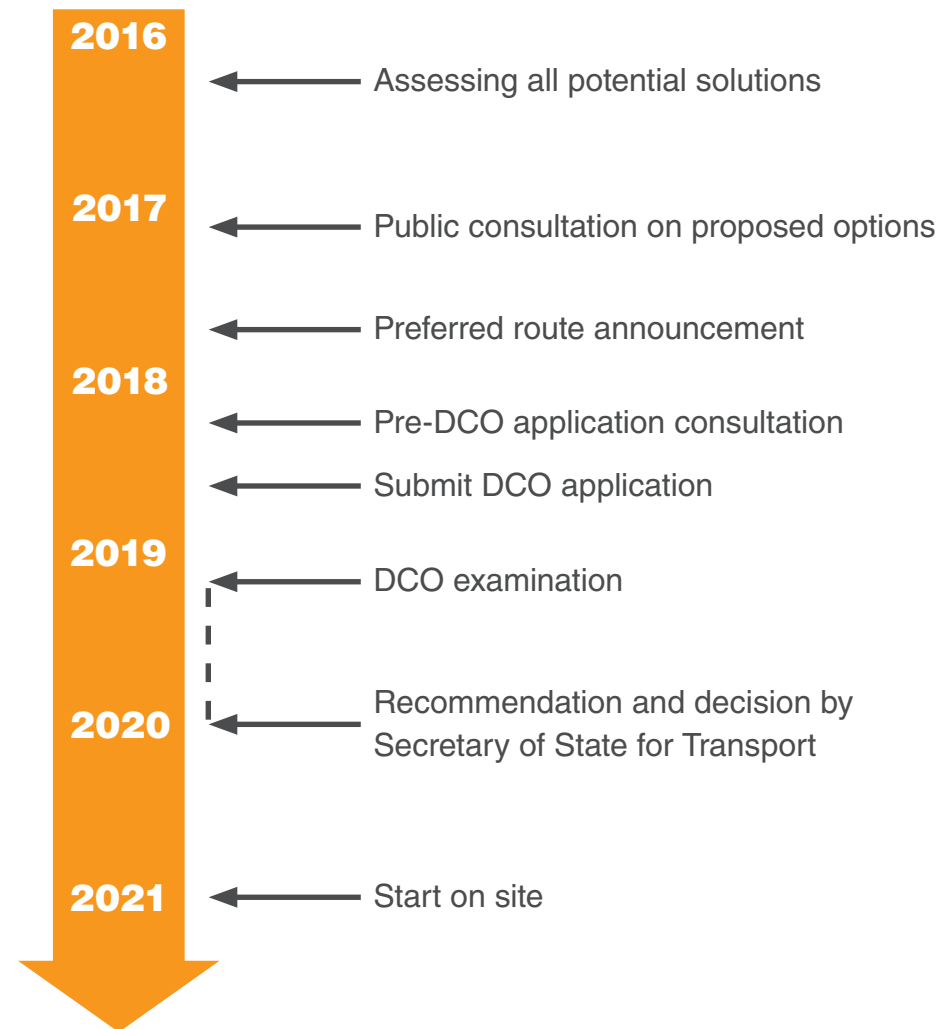 2016
Assessing all potential solutions
2017
Public consultation on proposed options
Preferred route announcement
2018
Pre-DCO application consultation
Submit DCO application
2019
DCO examination
Recommendation and decision by
2020
Secretary of State for Transport
2021
Start on site